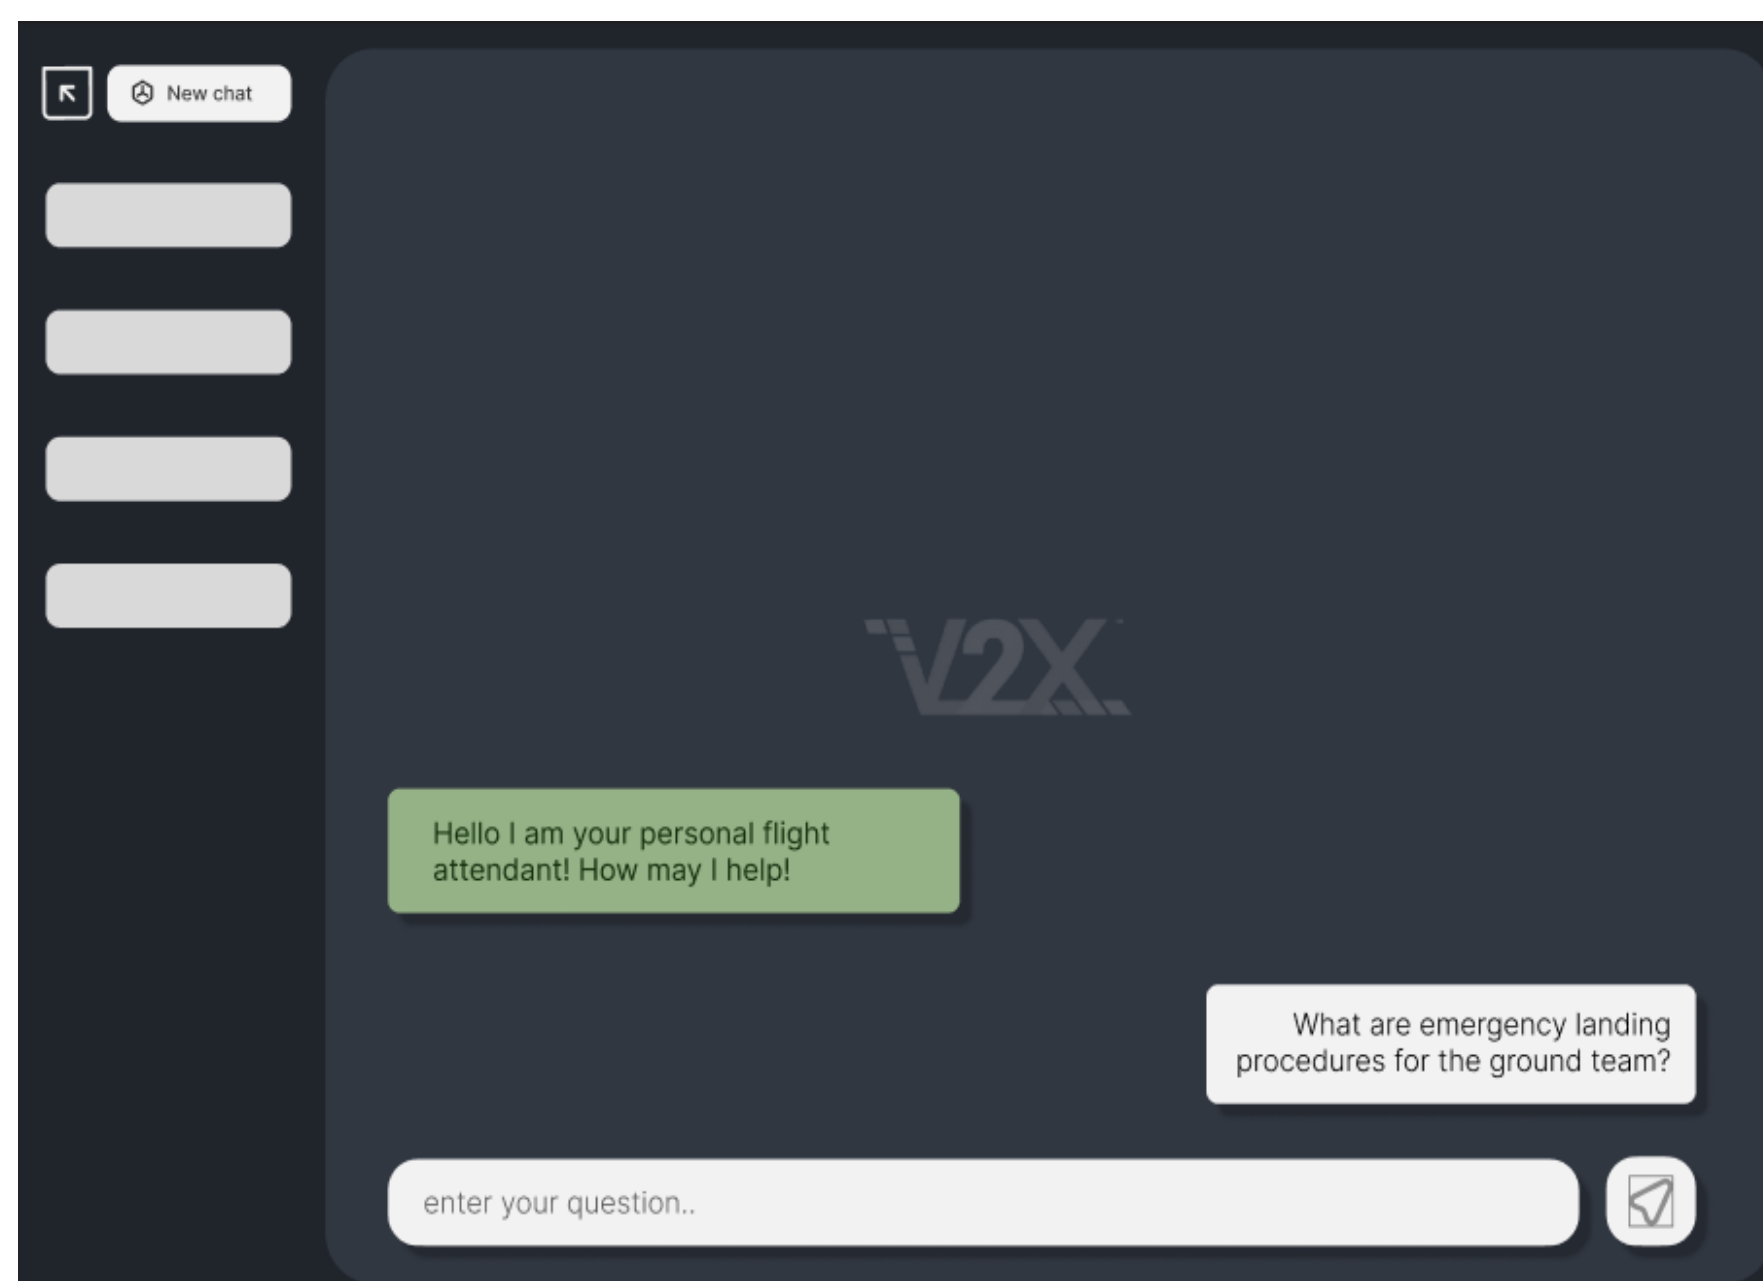 New chat
V2X
Hello I am your personal flight
attendant! How may I help!
What are emergency landing
procedures for the ground team?
enter your question..